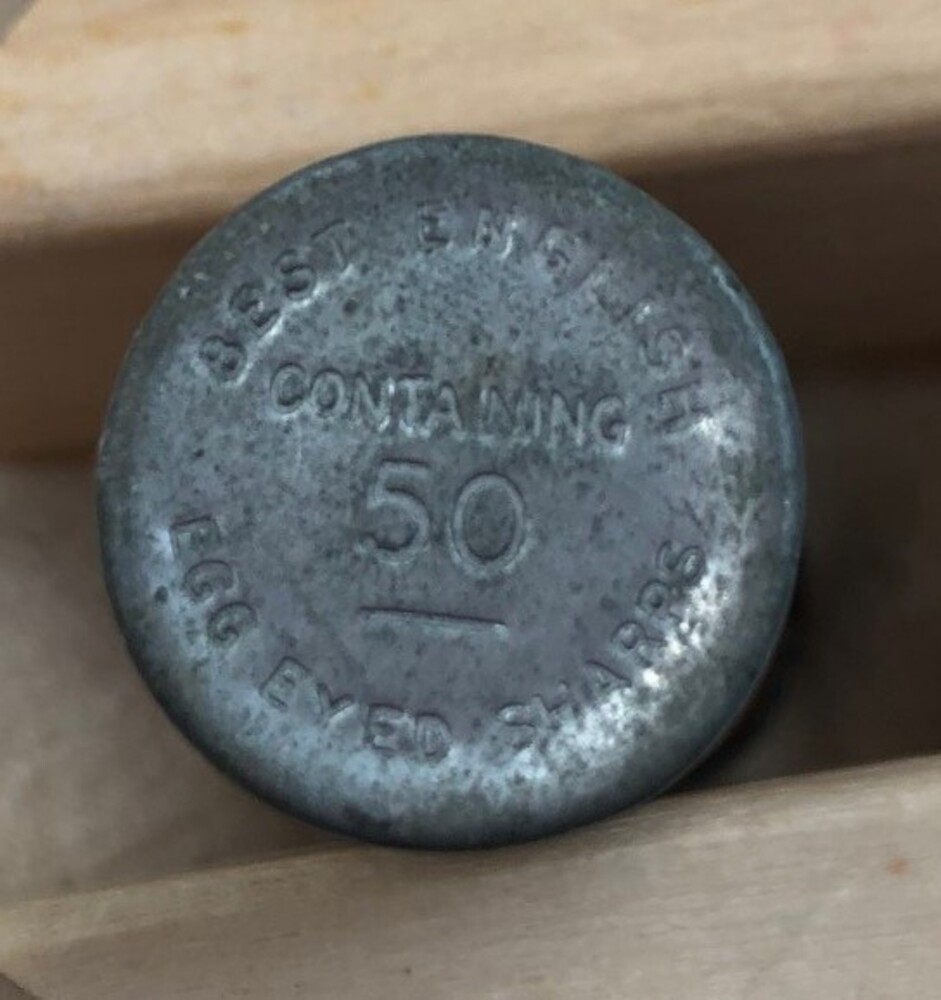 BEST ENGLISH
CONTAINING
50
EGG EYED SHARPS